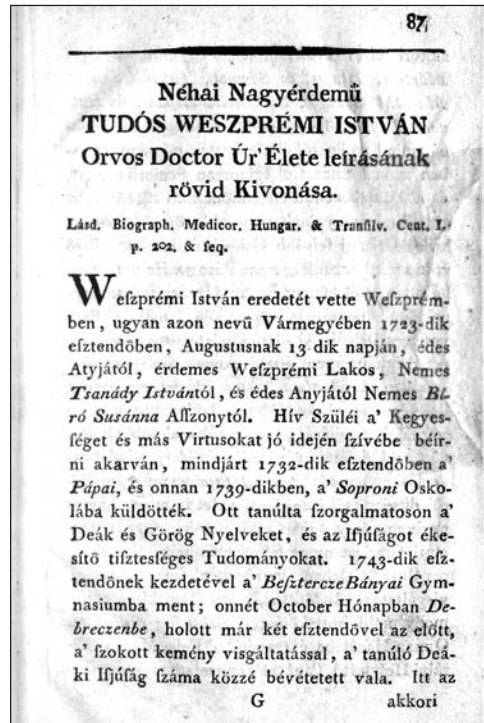 87
Néhai Nagyérdemű
TUDÓS WESZPRÉMI ISTVÁN
Orvos Doctor Úr' Élete leírásának
rövid Kivonása.
Lásd. Biograph. Medicor. Hungar. & Tranſilv. Cent. I.
p. 202. & ſeq.
Weſzprémi István eredetét vette Weſzprém-
ben, ugyan azon nevű Vármegyében 1723-dik
eſztendőben, Augustusnak 13 dik napján, édes
Atyjától, érdemes Weſzprémi Lakos, Nemes
Tsanády Istvántól, és édes Anyjától Nemes Bi-
ró Susánna Aſſzonytól. Hív Szüléi a' Kegyes-
ſéget és más Virtusokat jó idején ſzívébe béír-
ni akarván, mindjárt 1732-dik eſztendőben a'
Pápai, és onnan 1739-dikben, a' Soproni Osko-
lába küldötték. Ott tanúlta ſzorgalmatoson a'
Deák és Görög Nyelveket, és az Ifjúſágot éke-
sítő tiſztesſéges Tudományokat. 1743-dik eſz-
tendőnek kezdetével a' BeſzterczeBányai Gym-
nasiumba ment; onnét October Hónapban De-
breczenbe, holott már két eſztendővel az előtt,
a' ſzokott kemény visgáltatással, a' tanúló Deá-
ki Ifjúſág ſzáma közzé bévétetett vala. Itt az
G akkori